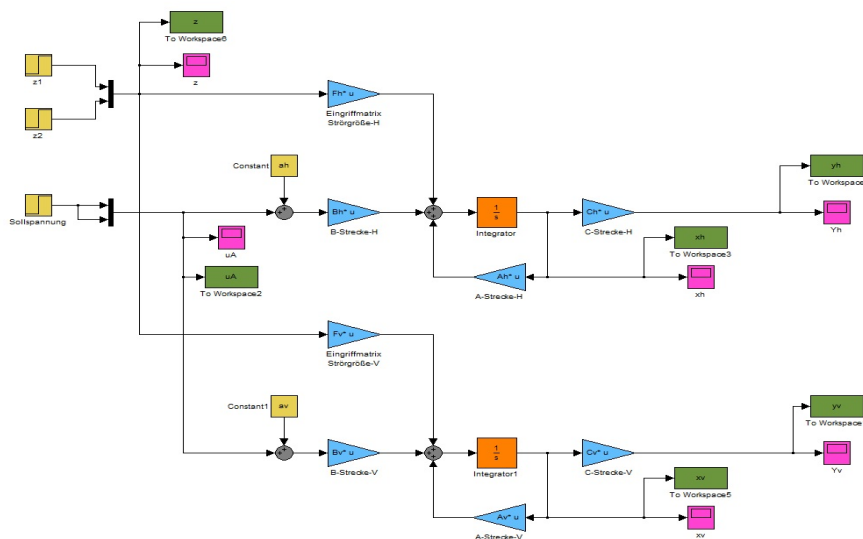 z
To Workspace6
z1
z
Fh* u
Eingriffmatrix
Strörgröße-H
z2
Constant
ah
yh
To Workspace
Sollspannung
Bh* u
B-Strecke-H
1
s
Integrator
Ch* u
C-Strecke-H
Yh
xh
To Workspace3
uA
uA
To Workspace2
Ah* u
A-Strecke-H
xh
Fv* u
Eingriffmatrix
Strörgröße-V
Constant1
av
yv
To Workspace
Bv* u
B-Strecke-V
1
s
Integrator1
Cv* u
C-Strecke-V
Yv
xv
To Workspace5
Av* u
A-Strecke-V
xv